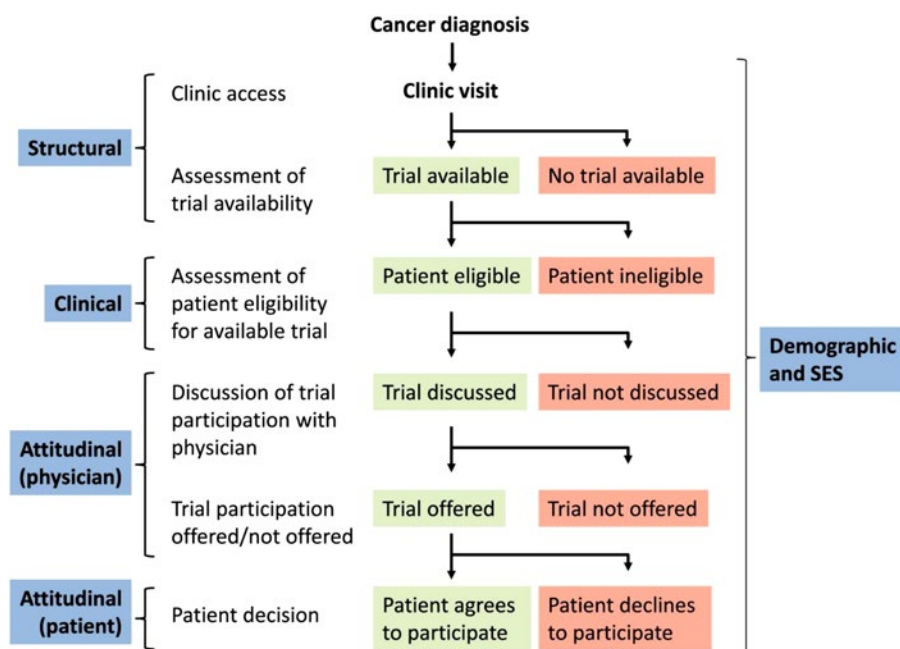 Cancer diagnosis
Clinic access
Clinic visit
Structural
Assessment of
trial availability
Trial available
No trial available
Clinical
Assessment of
patient eligibility
for available trial
Patient eligible
Patient ineligible
Demographic
and SES
Attitudinal
(physician)
Discussion of trial
participation with
physician
Trial discussed
Trial not discussed
Trial participation
offered/not offered
Trial offered
Trial not offered
Attitudinal
(patient)
Patient decision
Patient agrees
to participate
Patient declines
to participate